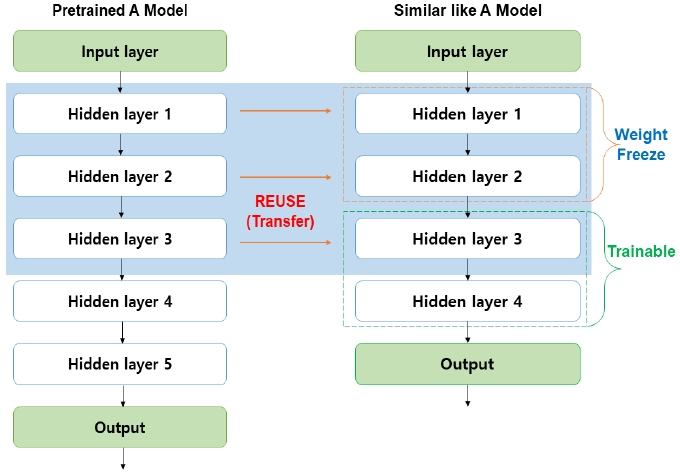 Pretrained A Model
Input layer
Hidden layer 1
Hidden layer 2
Hidden layer 3
Hidden layer 4
Hidden layer 5
Output
REUSE
(Transfer)
Similar like A Model
Input layer
Hidden layer 1
Hidden layer 2
Hidden layer 3
Hidden layer 4
Output
Weight
Freeze
Trainable